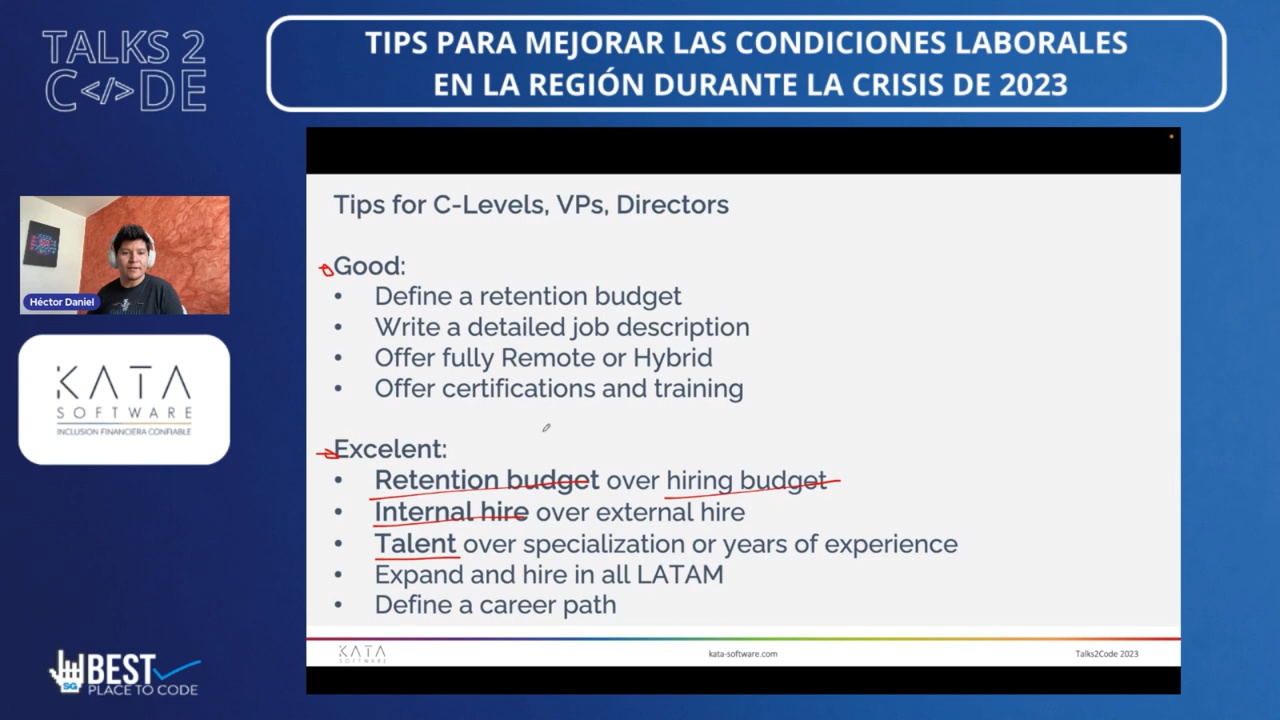 TALKS 2
C</>DE
TIPS PARA MEJORAR LAS CONDICIONES LABORALES
EN LA REGIÓN DURANTE LA CRISIS DE 2023
Héctor Daniel
KATA
SOFTWARE
INCLUSIÓN FINANCIERA CONFIABLE
Tips for C-Levels, VPs, Directors
Good:
• Define a retention budget
• Write a detailed job description
• Offer fully Remote or Hybrid
• Offer certifications and training
Excelent:
• Retention budget over hiring budget
• Internal hire over external hire
• Talent over specialization or years of experience
• Expand and hire in all LATAM
• Define a career path
KATA
SOFTWARE
kata-software.com
Talks2Code 2023
SG
BEST
PLACE TO CODE